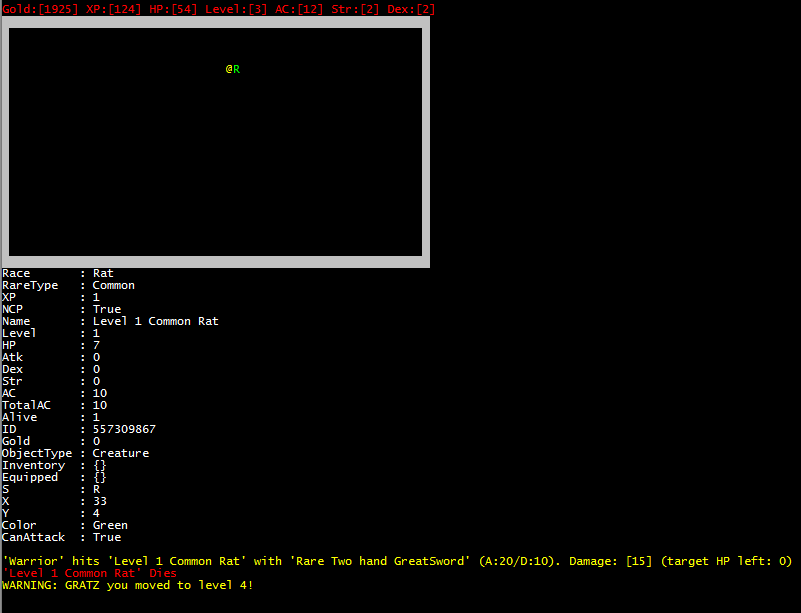 Gold:[1925] XP:[124] HP:[54] Level:[3] AC:[12] Str:[2] Dex:[2]
@R
Race : Rat
RareType : Common
XP : 1
NCP : True
Name : Level 1 Common Rat
Level : 1
HP : 7
Atk : 0
Dex : 0
Str : 0
AC : 10
TotalAC : 10
Alive : 1
ID : 557309867
Gold : 0
ObjectType : Creature
Inventory : {}
Equipped : {}
S : R
X : 33
Y : 4
Color : Green
CanAttack : True
'Warrior' hits 'Level 1 Common Rat' with 'Rare Two hand GreatSword' (A:20/D:10). Damage: [15] (target HP left: 0)
'Level 1 Common Rat' Dies
WARNING: GRATZ you moved to level 4!